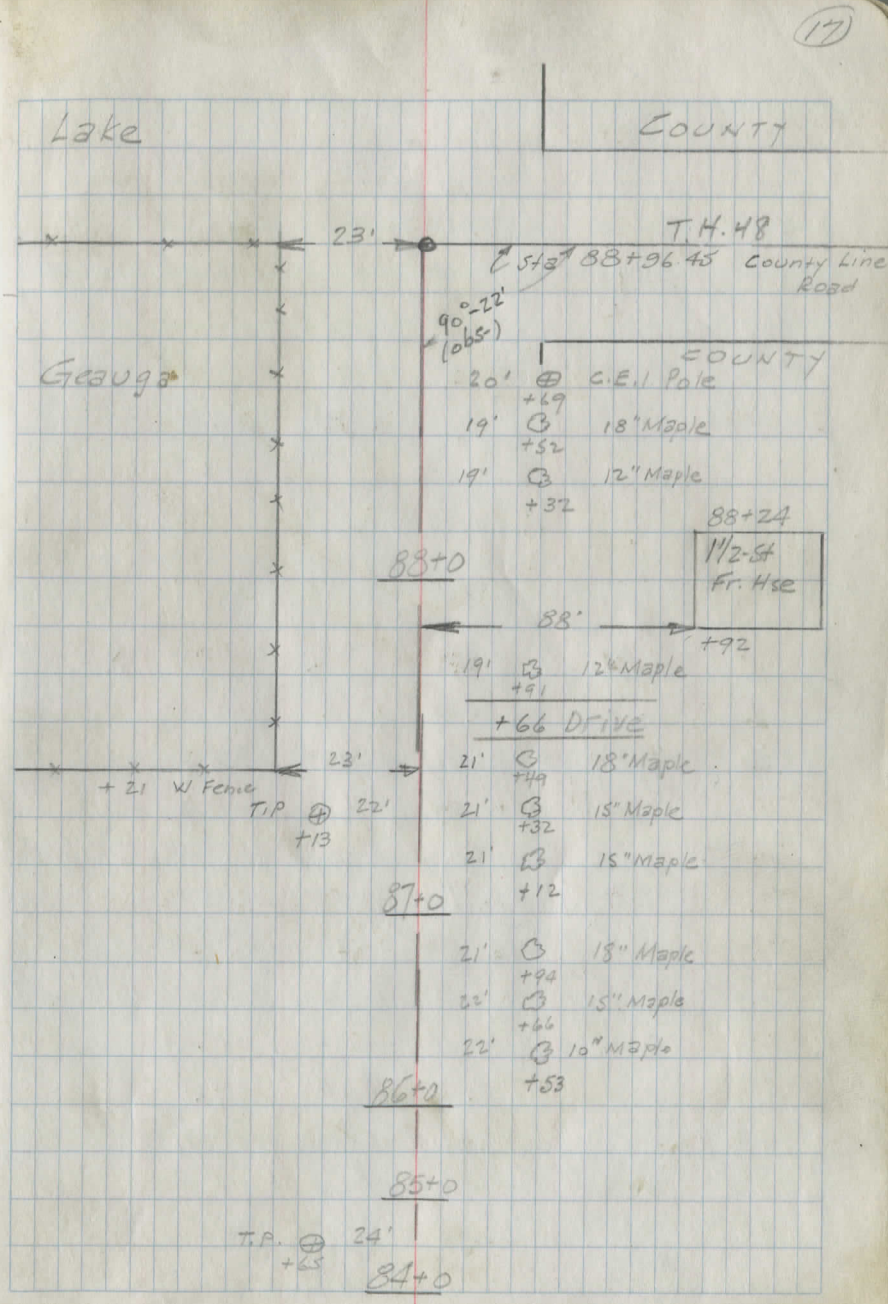 17
Lake COUNTY
T.H. 48
23'
Sta 88+96.45 County Line
Road
90°-22'
(obs.)
COUNTY
Geauga
20' C.E.I Pole
+69
19' 18" Maple
+52
19' 12" Maple
+32
88+24
1 1/2-St
Fr. Hse
88+0
88'
+92
19' 12" Maple
+91
+66 Drive
23' 21' 18" Maple
+49
+21 W Fence
T.P. 22' 21' 15" Maple
+13 +32
21' 15" Maple
+12
87+0
21' 18" Maple
+94
22' 15" Maple
+66
22' 10" Maple
+53
86+0
85+0
T.P. 24'
+65
84+0